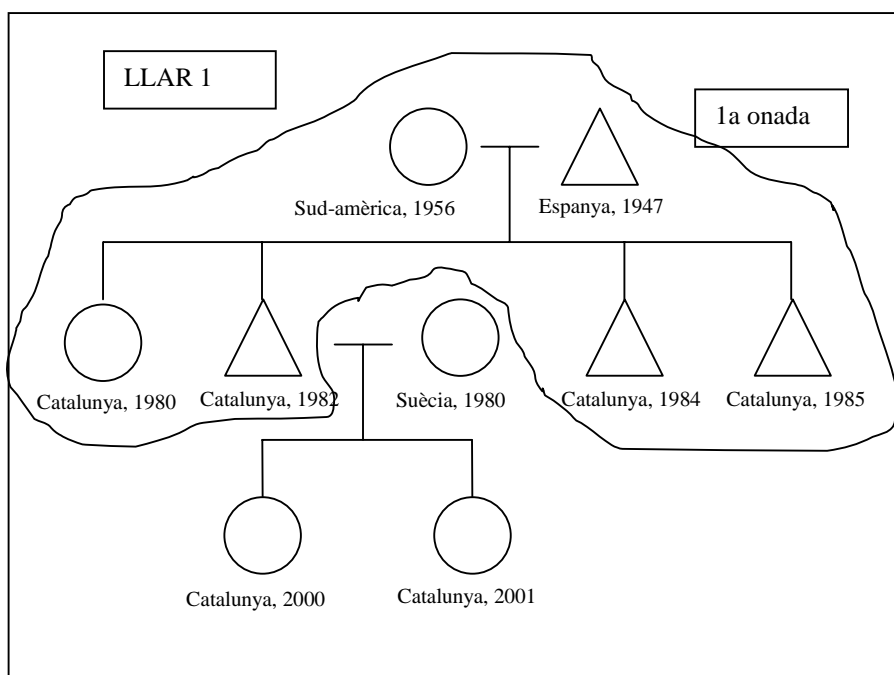 LLAR 1
1a onada
Sud-amèrica, 1956
Espanya, 1947
Catalunya, 1980
Catalunya, 1982
Suècia, 1980
Catalunya, 1984
Catalunya, 1985
Catalunya, 2000
Catalunya, 2001